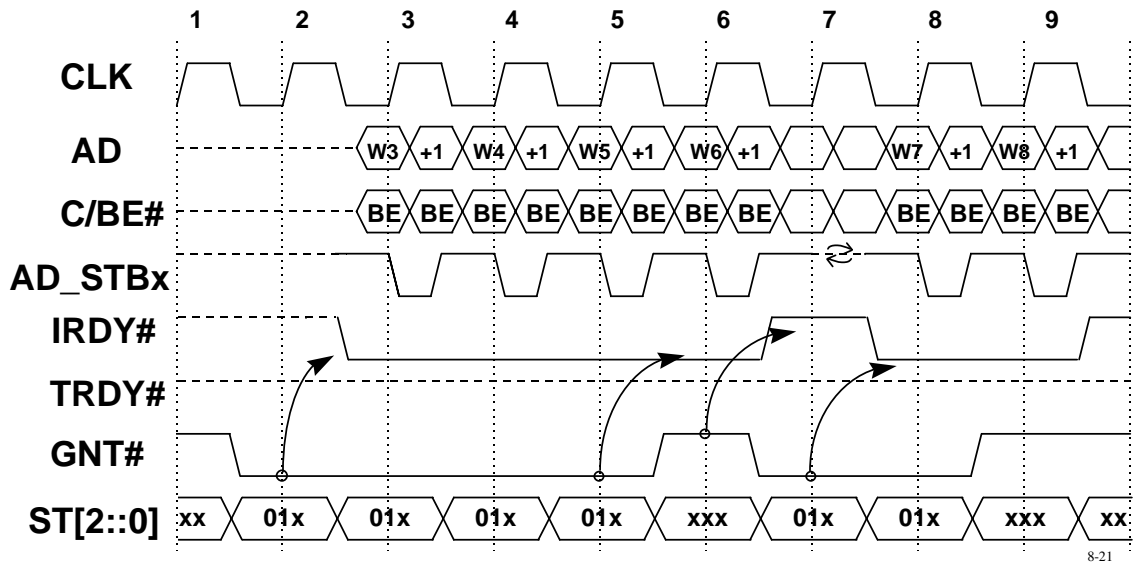 1 2 3 4 5 6 7 8 9
CLK
AD W3 +1 W4 +1 W5 +1 W6 +1 W7 +1 W8 +1
C/BE# BE BE BE BE BE BE BE BE BE BE BE BE
AD_STBx
IRDY#
TRDY#
GNT#
ST[2::0] xx 01x 01x 01x 01x xxx 01x 01x xxx xx
8-21